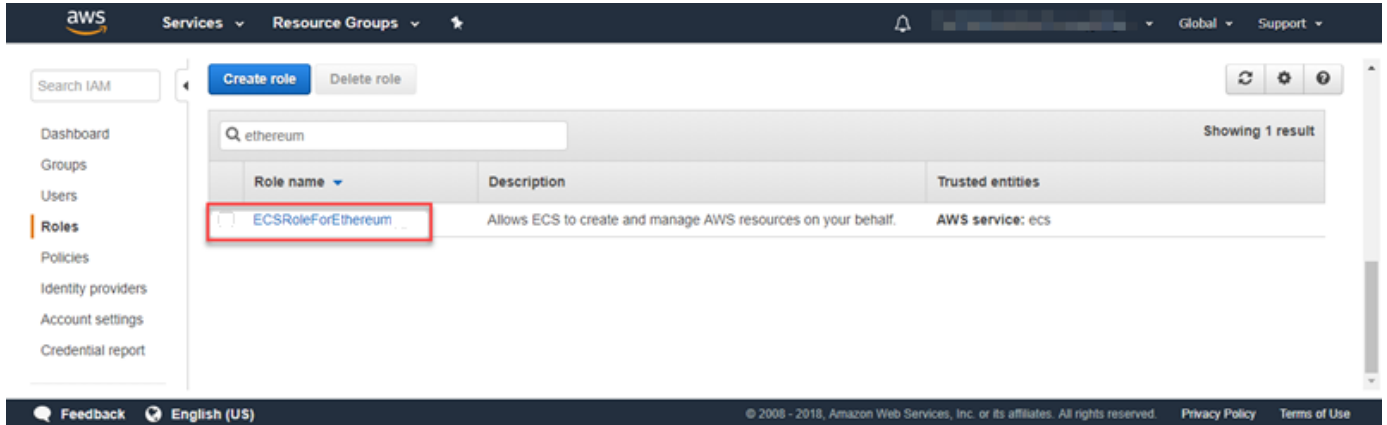 aws Services Resource Groups Global Support
Search IAM
Create role Delete role
Dashboard
Groups
Users
Roles
Policies
Identity providers
Account settings
Credential report
ethereum
Showing 1 result
Role name Description Trusted entities
ECSRoleForEthereum Allows ECS to create and manage AWS resources on your behalf. AWS service: ecs
Feedback English (US) © 2008 - 2018, Amazon Web Services, Inc. or its affiliates. All rights reserved. Privacy Policy Terms of Use